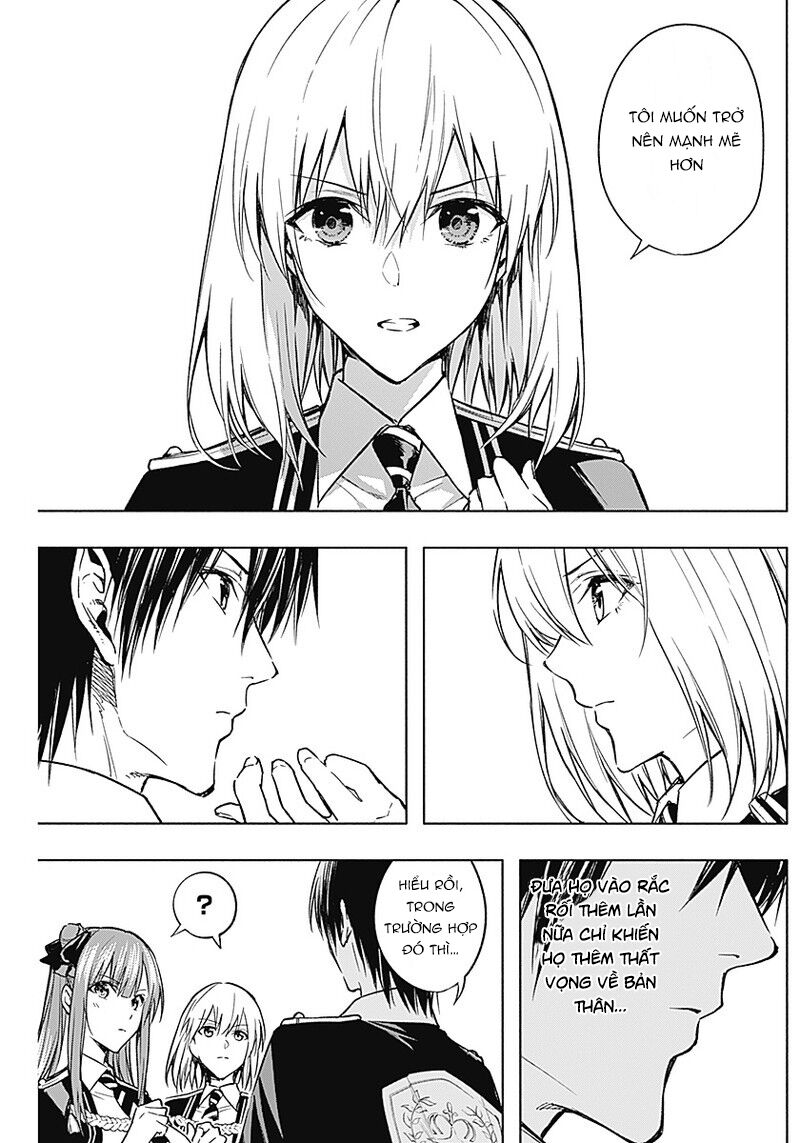 TÔI MUỐN TRỞ
NÊN MẠNH MẼ
HƠN
ĐƯA HỌ VÀO RẮC
RỐI THÊM LẦN
NỮA CHỈ KHIẾN
HỌ THÊM THẤT
VỌNG VỀ BẢN
THÂN...
HIỂU RỒI,
TRONG
TRƯỜNG HỢP
ĐÓ THÌ...
?